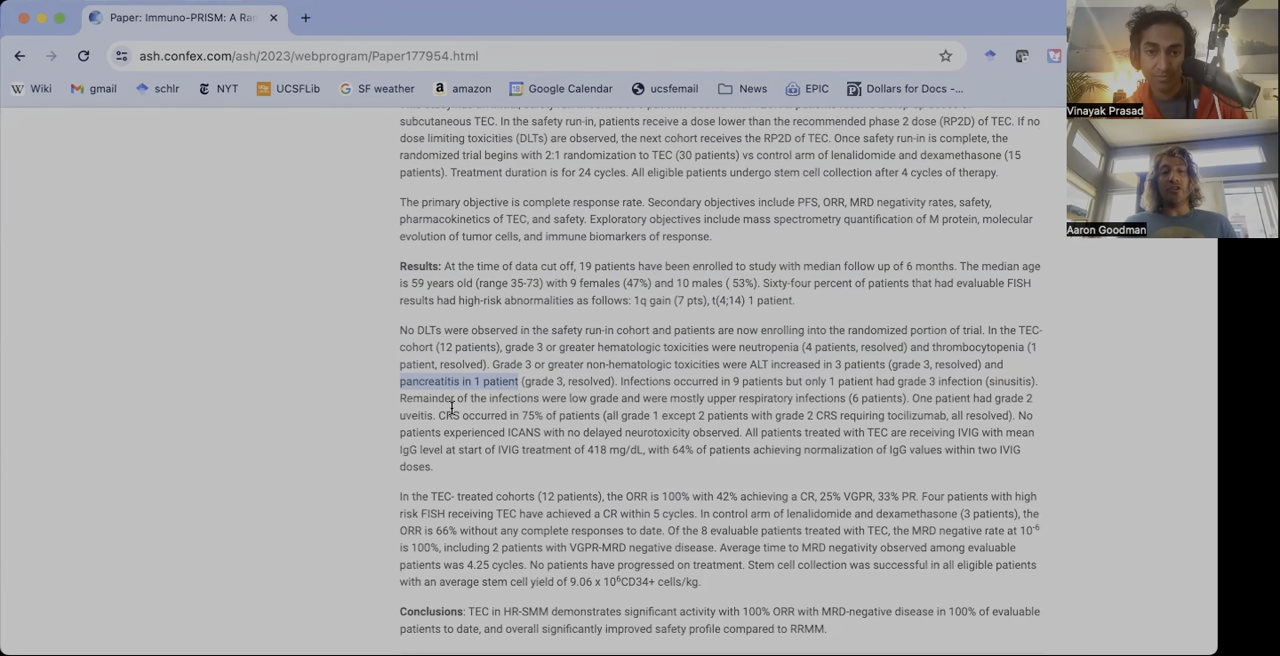 Paper: Immuno-PRISM: A Ra
ash.confex.com/ash/2023/webprogram/Paper177954.html
Wiki gmail schlr NYT UCSFLib SF weather amazon Google Calendar ucsfemail News EPIC Dollars for Docs -...
Vinayak Prasad
Aaron Goodman
subcutaneous TEC. In the safety run-in, patients receive a dose lower than the recommended phase 2 dose (RP2D) of TEC. If no
dose limiting toxicities (DLTs) are observed, the next cohort receives the RP2D of TEC. Once safety run-in is complete, the
randomized trial begins with 2:1 randomization to TEC (30 patients) vs control arm of lenalidomide and dexamethasone (15
patients). Treatment duration is for 24 cycles. All eligible patients undergo stem cell collection after 4 cycles of therapy.
The primary objective is complete response rate. Secondary objectives include PFS, ORR, MRD negativity rates, safety,
pharmacokinetics of TEC, and safety. Exploratory objectives include mass spectrometry quantification of M protein, molecular
evolution of tumor cells, and immune biomarkers of response.
Results: At the time of data cut off, 19 patients have been enrolled to study with median follow up of 6 months. The median age
is 59 years old (range 35-73) with 9 females (47%) and 10 males ( 53%). Sixty-four percent of patients that had evaluable FISH
results had high-risk abnormalities as follows: 1q gain (7 pts), t(4;14) 1 patient.
No DLTs were observed in the safety run-in cohort and patients are now enrolling into the randomized portion of trial. In the TEC-
cohort (12 patients), grade 3 or greater hematologic toxicities were neutropenia (4 patients, resolved) and thrombocytopenia (1
patient, resolved). Grade 3 or greater non-hematologic toxicities were ALT increased in 3 patients (grade 3, resolved) and
pancreatitis in 1 patient (grade 3, resolved). Infections occurred in 9 patients but only 1 patient had grade 3 infection (sinusitis).
Remainder of the infections were low grade and were mostly upper respiratory infections (6 patients). One patient had grade 2
uveitis. CRS occurred in 75% of patients (all grade 1 except 2 patients with grade 2 CRS requiring tocilizumab, all resolved). No
patients experienced ICANS with no delayed neurotoxicity observed. All patients treated with TEC are receiving IVIG with mean
IgG level at start of IVIG treatment of 418 mg/dL, with 64% of patients achieving normalization of IgG values within two IVIG
doses.
In the TEC- treated cohorts (12 patients), the ORR is 100% with 42% achieving a CR, 25% VGPR, 33% PR. Four patients with high
risk FISH receiving TEC have achieved a CR within 5 cycles. In control arm of lenalidomide and dexamethasone (3 patients), the
ORR is 66% without any complete responses to date. Of the 8 evaluable patients treated with TEC, the MRD negative rate at 10⁻⁶
is 100%, including 2 patients with VGPR-MRD negative disease. Average time to MRD negativity observed among evaluable
patients was 4.25 cycles. No patients have progressed on treatment. Stem cell collection was successful in all eligible patients
with an average stem cell yield of 9.06 x 10⁶CD34+ cells/kg.
Conclusions: TEC in HR-SMM demonstrates significant activity with 100% ORR with MRD-negative disease in 100% of evaluable
patients to date, and overall significantly improved safety profile compared to RRMM.